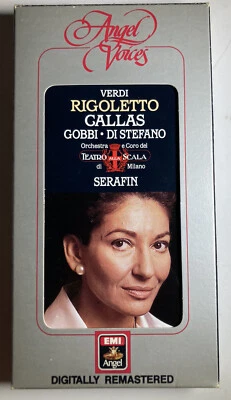 Angel
Voices
VERDI
RIGOLETTO
CALLAS
GOBBI • DI STEFANO
Orchestra e Coro del
TEATRO ALLA SCALA
di Milano
SERAFIN
EMI
Angel
DIGITALLY REMASTERED